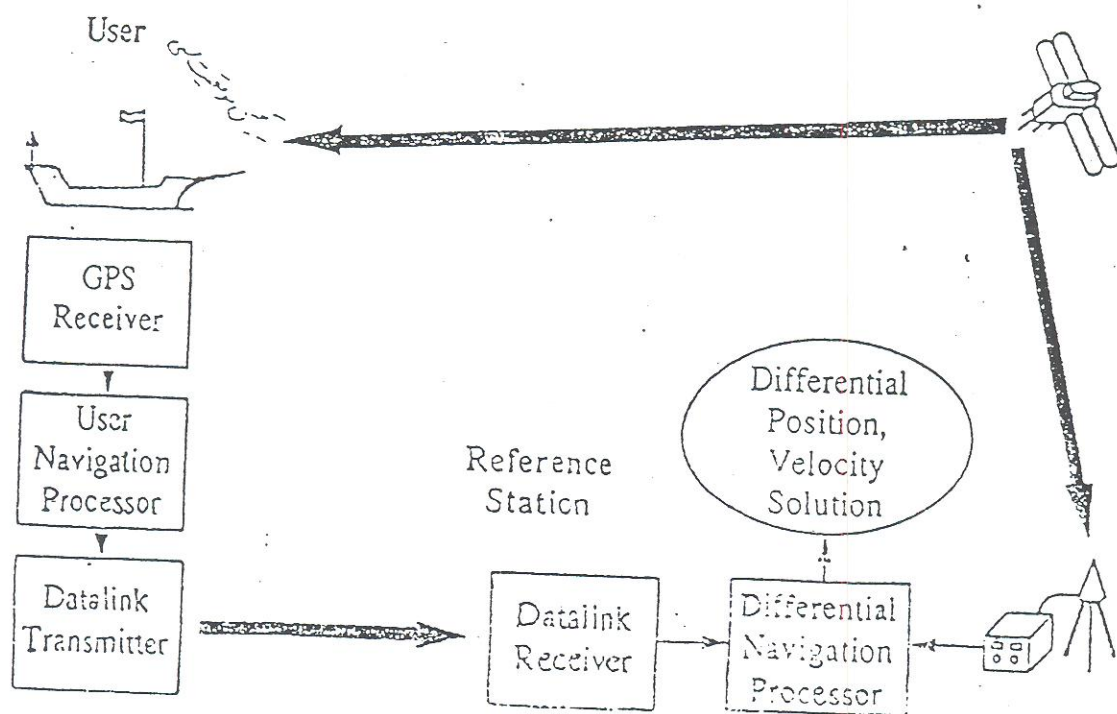 User
GPS
Receiver
User
Navigation
Processor
Datalink
Transmitter
Reference
Station
Datalink
Receiver
Differential
Navigation
Processor
Differential
Position,
Velocity
Solution